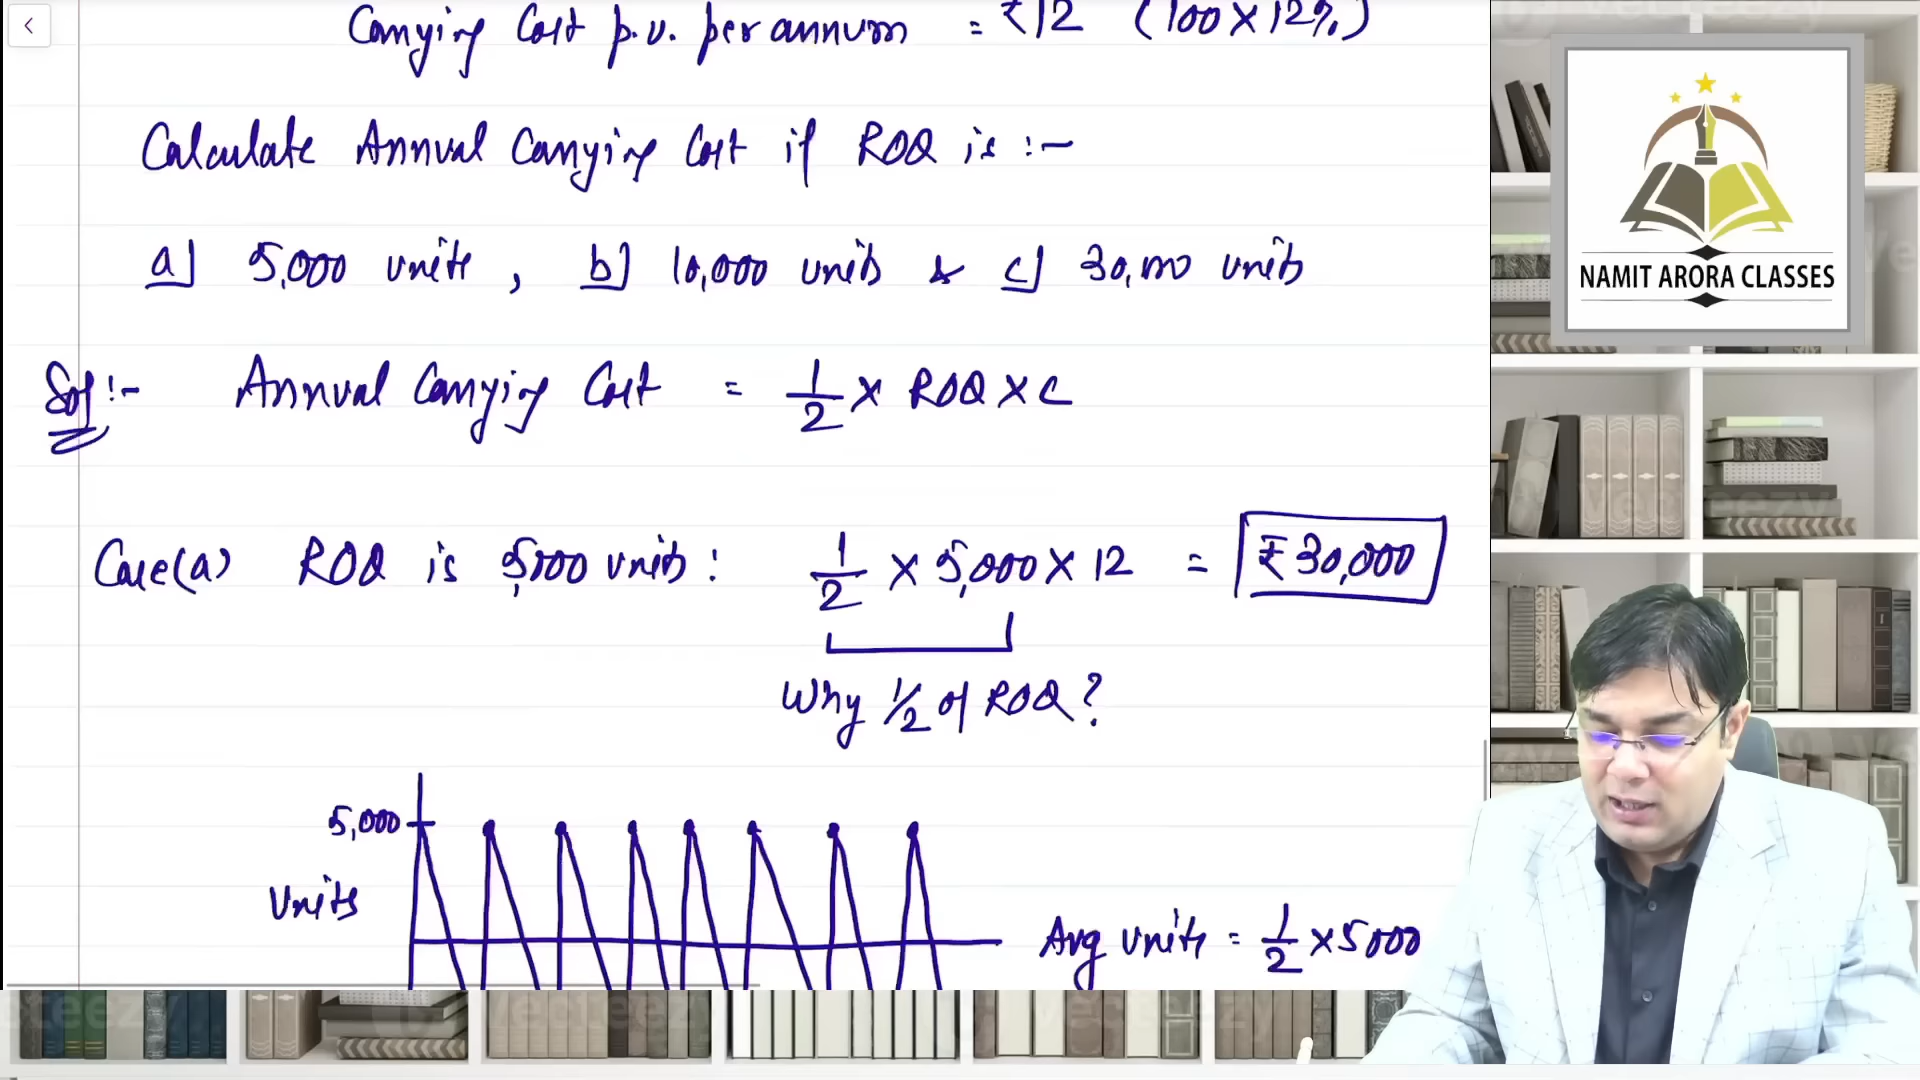 Carrying Cost p.u. per annum = ₹12 (100 X 12%)
Calculate Annual Carrying Cost if ROQ is :-
a] 5,000 units , b] 10,000 units & c] 30,000 units
Sol :- Annual Carrying Cost = 1/2 X ROQ X C
Case(a) ROQ is 5,000 units : 1/2 X 5,000 X 12 = ₹30,000
Why 1/2 of ROQ?
5,000
Units
Avg units = 1/2 X 5000
NAMIT ARORA CLASSES